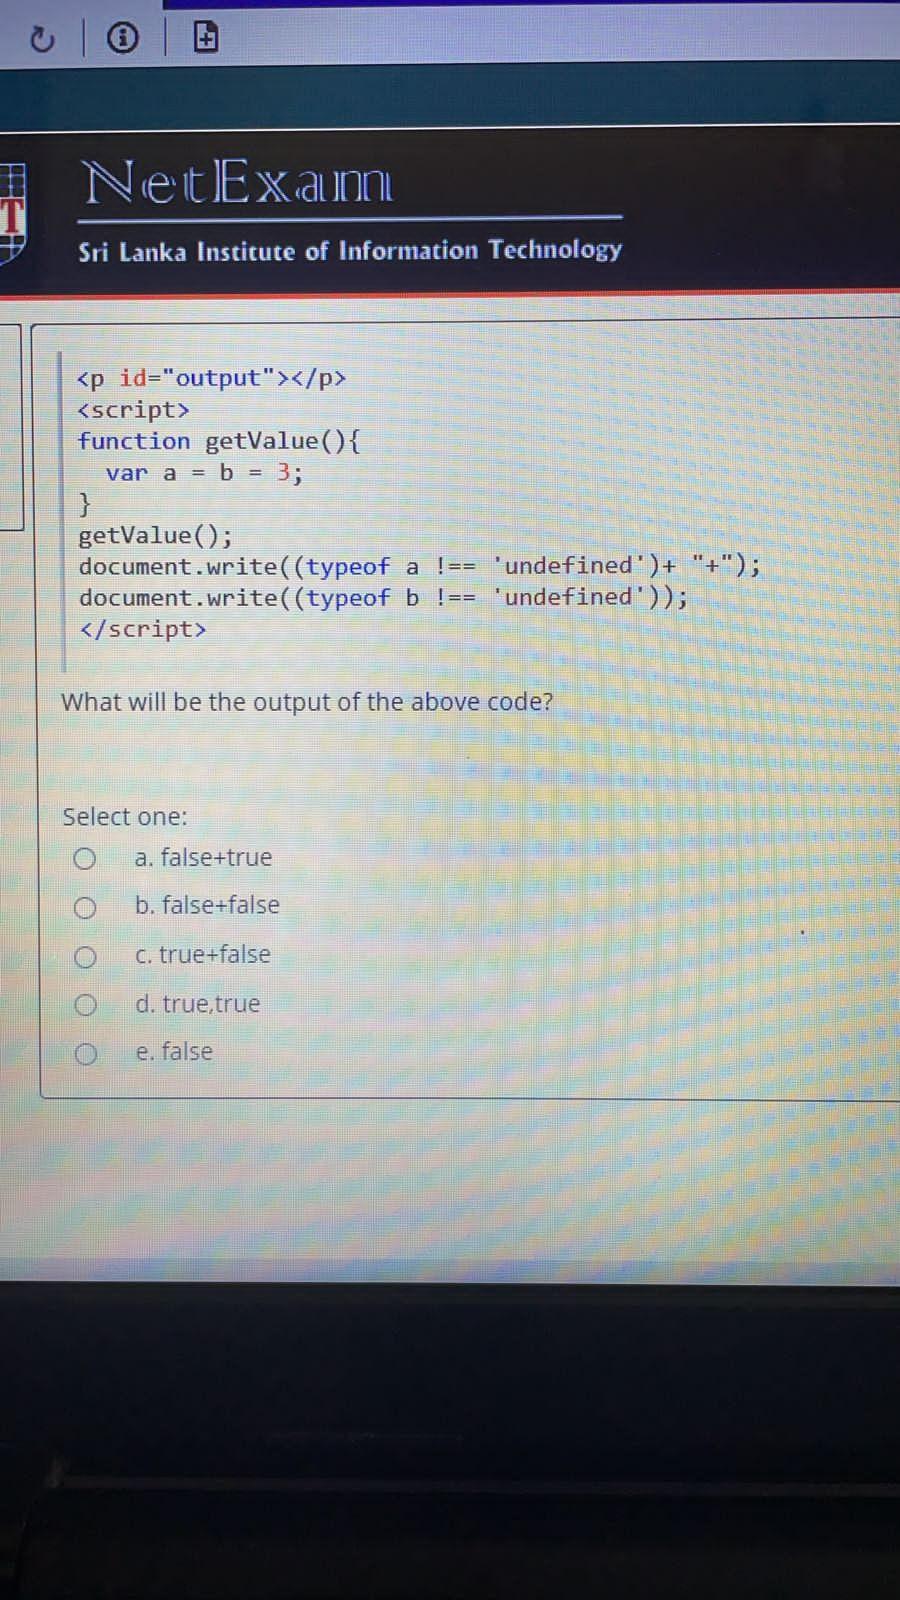 T
NetExam
Sri Lanka Institute of Information Technology
<p id="output"></p>
<script>
function getValue(){
var a = b = 3;
}
getValue();
document.write((typeof a !== 'undefined')+ "+");
document.write((typeof b !== 'undefined'));
</script>
What will be the output of the above code?
Select one:
a. false+true
b. false+false
c. true+false
d. true,true
e. false